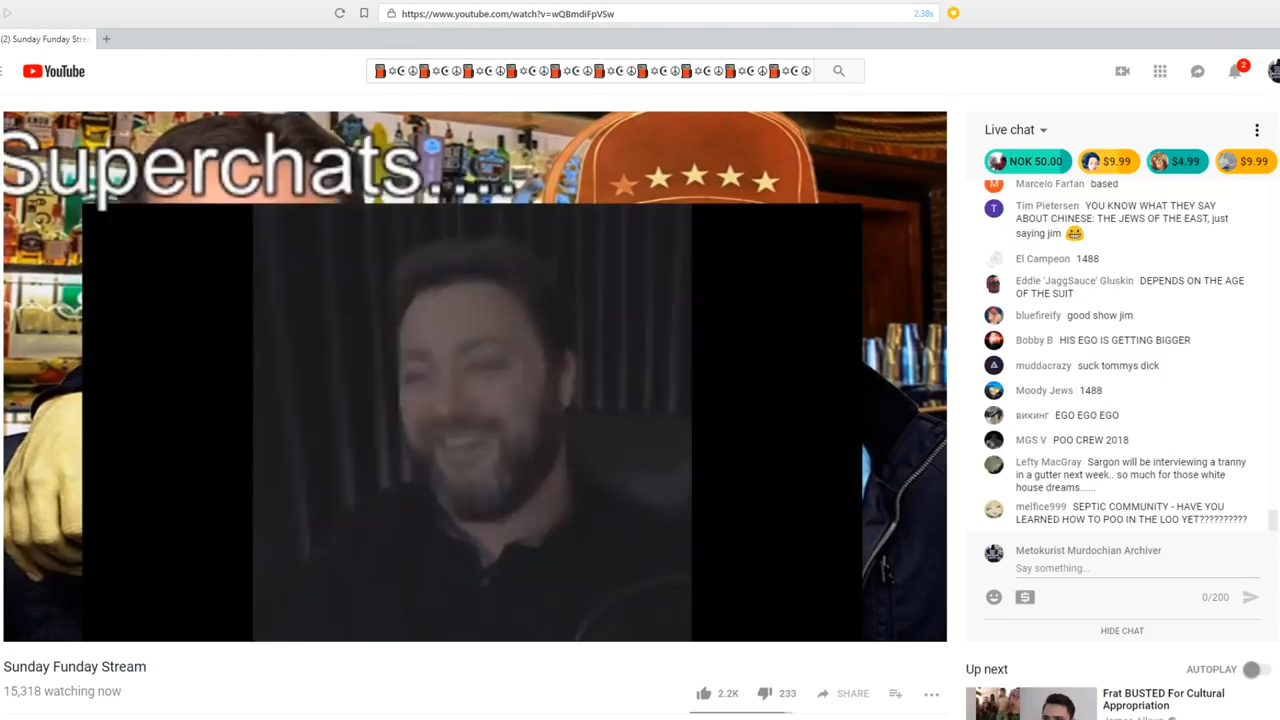 https://www.youtube.com/watch?v=wQBmdiFpVSw
2.38s
(2) Sunday Funday Stre
YouTube
2
Superchats....
Live chat
NOK 50.00
$9.99
$4.99
$9.99
Marcelo Farfan based
Tim Pietersen YOU KNOW WHAT THEY SAY
ABOUT CHINESE: THE JEWS OF THE EAST, just
saying jim
El Campeon 1488
Eddie 'JaggSauce' Gluskin DEPENDS ON THE AGE
OF THE SUIT
bluefireify good show jim
Bobby B HIS EGO IS GETTING BIGGER
muddacrazy suck tommys dick
Moody Jews 1488
викинг EGO EGO EGO
MGS V POO CREW 2018
Lefty MacGray Sargon will be interviewing a tranny
in a gutter next week.. so much for those white
house dreams......
melfice999 SEPTIC COMMUNITY - HAVE YOU
LEARNED HOW TO POO IN THE LOO YET??????????
Metokurist Murdochian Archiver
Say something...
0/200
HIDE CHAT
Sunday Funday Stream
15,318 watching now
2.2K
233
SHARE
Up next
AUTOPLAY
Frat BUSTED For Cultural
Appropriation